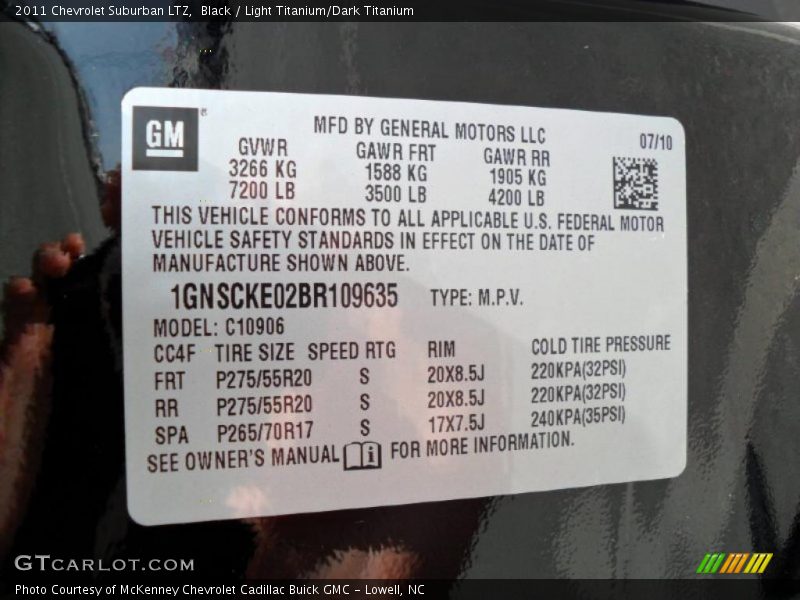 2011 Chevrolet Suburban LTZ, Black / Light Titanium/Dark Titanium
GM ®
MFD BY GENERAL MOTORS LLC 07/10
GVWR GAWR FRT GAWR RR
3266 KG 1588 KG 1905 KG
7200 LB 3500 LB 4200 LB
THIS VEHICLE CONFORMS TO ALL APPLICABLE U.S. FEDERAL MOTOR
VEHICLE SAFETY STANDARDS IN EFFECT ON THE DATE OF
MANUFACTURE SHOWN ABOVE.
1GNSCKE02BR109635 TYPE: M.P.V.
MODEL: C10906
CC4F TIRE SIZE SPEED RTG RIM COLD TIRE PRESSURE
FRT P275/55R20 S 20X8.5J 220KPA(32PSI)
RR P275/55R20 S 20X8.5J 220KPA(32PSI)
SPA P265/70R17 S 17X7.5J 240KPA(35PSI)
SEE OWNER'S MANUAL i FOR MORE INFORMATION.
GTCARLOT.COM
Photo Courtesy of McKenney Chevrolet Cadillac Buick GMC - Lowell, NC